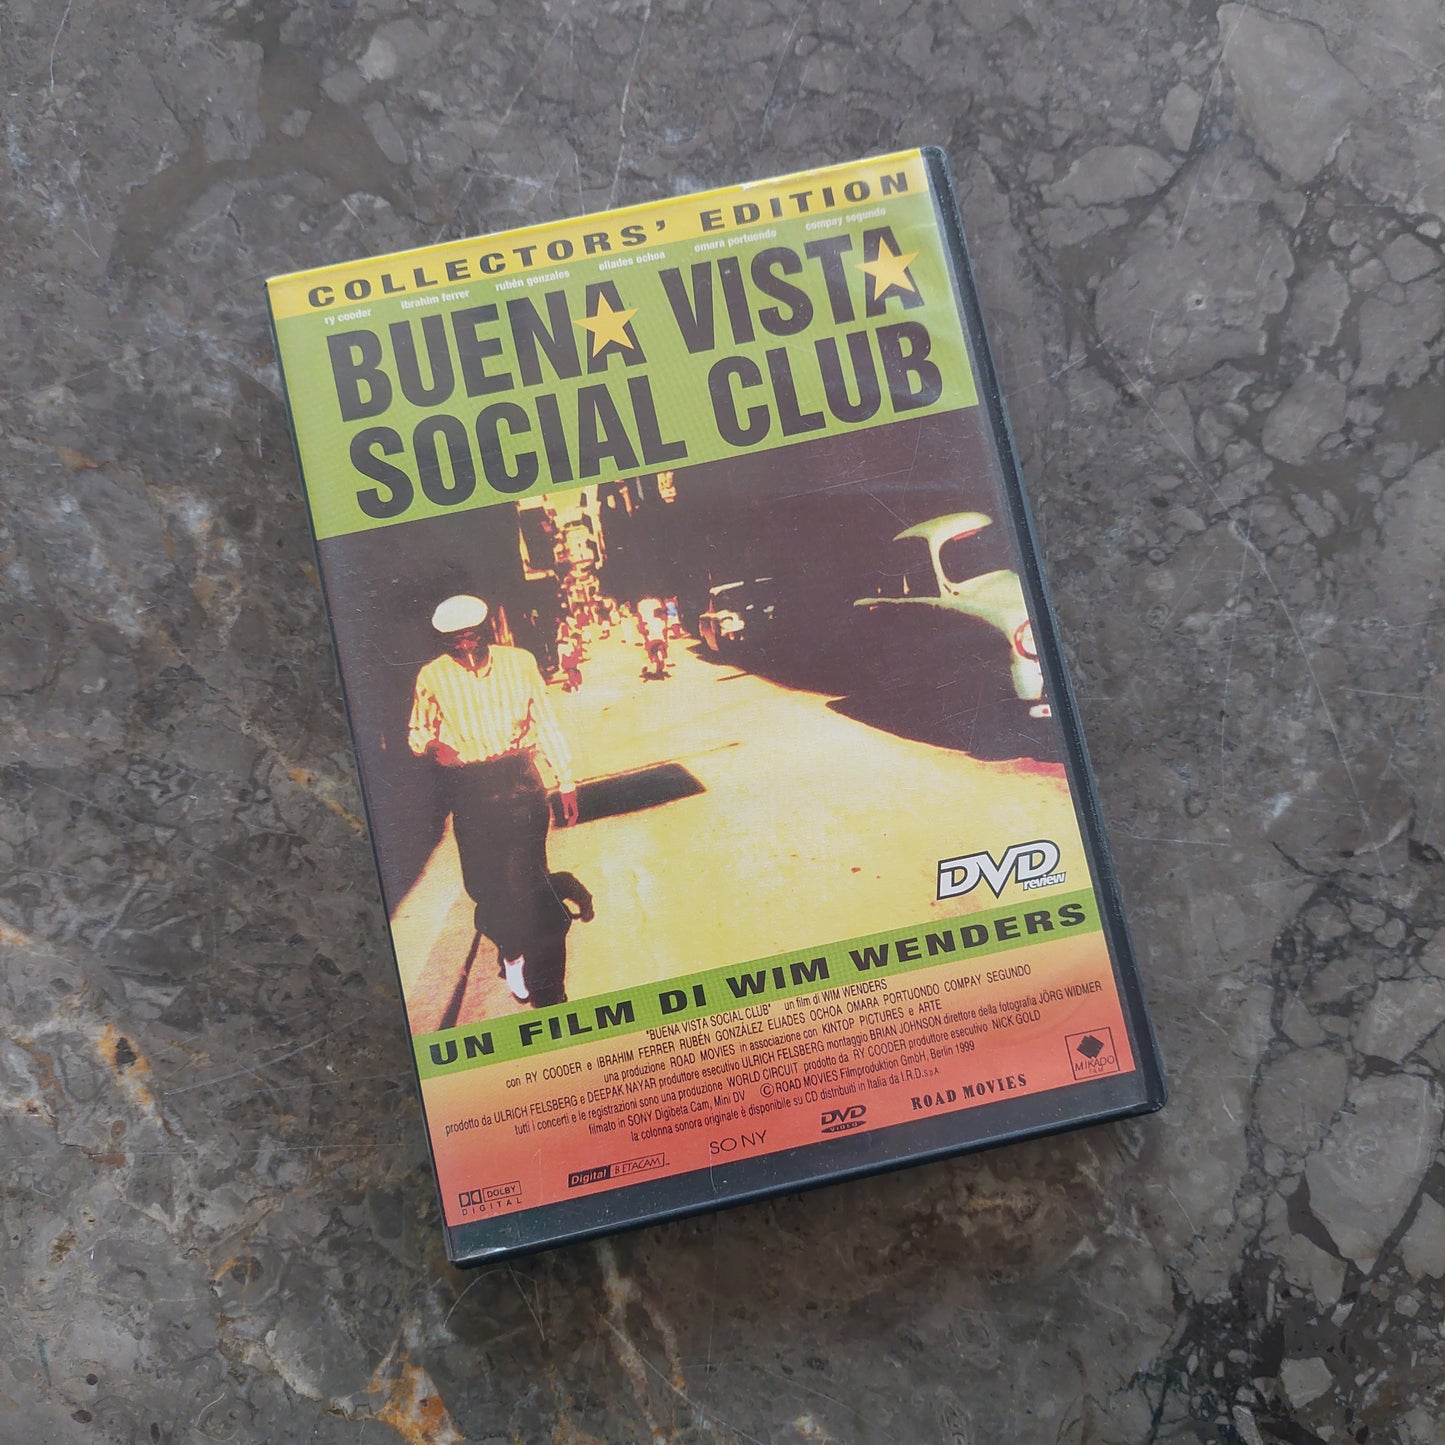 COLLECTORS' EDITION
ry cooder ibrahim ferrer rubén gonzales eliades ochoa omara portuondo compay segundo
BUENA VISTA
SOCIAL CLUB
DVD
review
UN FILM DI WIM WENDERS
"BUENA VISTA SOCIAL CLUB" un film di WIM WENDERS
con RY COODER e IBRAHIM FERRER RUBÉN GONZÁLEZ ELIADES OCHOA OMARA PORTUONDO COMPAY SEGUNDO
una produzione ROAD MOVIES in associazione con KINTOP PICTURES e ARTE
prodotto da ULRICH FELSBERG e DEEPAK NAYAR produttore esecutivo ULRICH FELSBERG montaggio BRIAN JOHNSON direttore della fotografia JÖRG WIDMER
tutti i concerti e le registrazioni sono una produzione WORLD CIRCUIT prodotto da RY COODER produttore esecutivo NICK GOLD
filmato in SONY Digibeta Cam, Mini DV © ROAD MOVIES Filmproduktion GmbH, Berlin 1999
la colonna sonora originale è disponibile su CD distribuiti in Italia da I.R.D. S.p.A
MIKADO
FILM
DOLBY
DIGITAL
Digital BETACAM
SONY
DVD
VIDEO
ROAD MOVIES